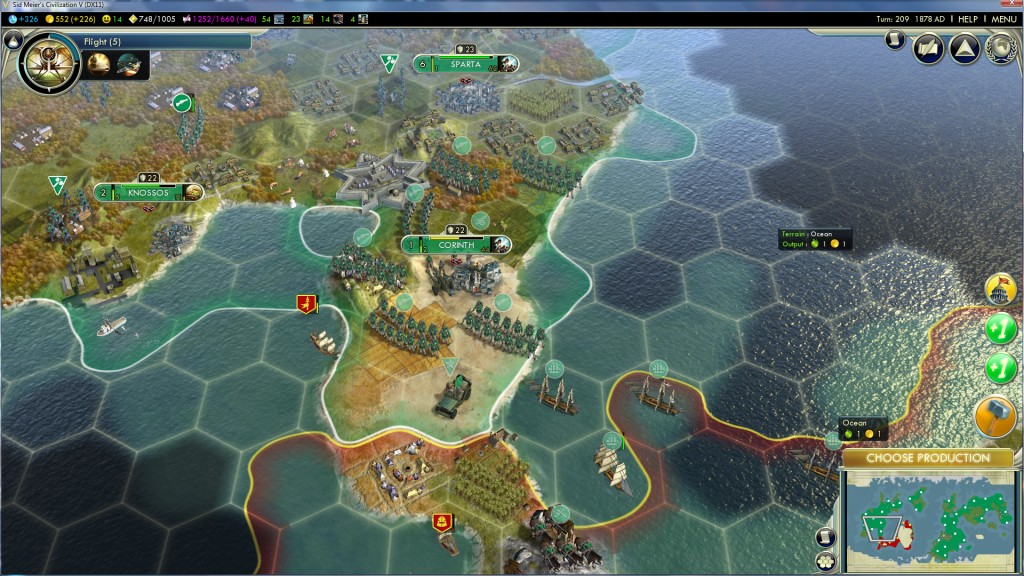 Sid Meier's Civilization V (DX11)
+326 552 (+226) 14 748/1005 1252/1660 (+40) 54 23 14 4
Turn: 209 1878 AD | HELP | MENU
Flight (5)
23
6 SPARTA
22
2 KNOSSOS
22
1 CORINTH
Terrain : Ocean
Output : 1 1
+1
+1
Ocean
1 1
CHOOSE PRODUCTION